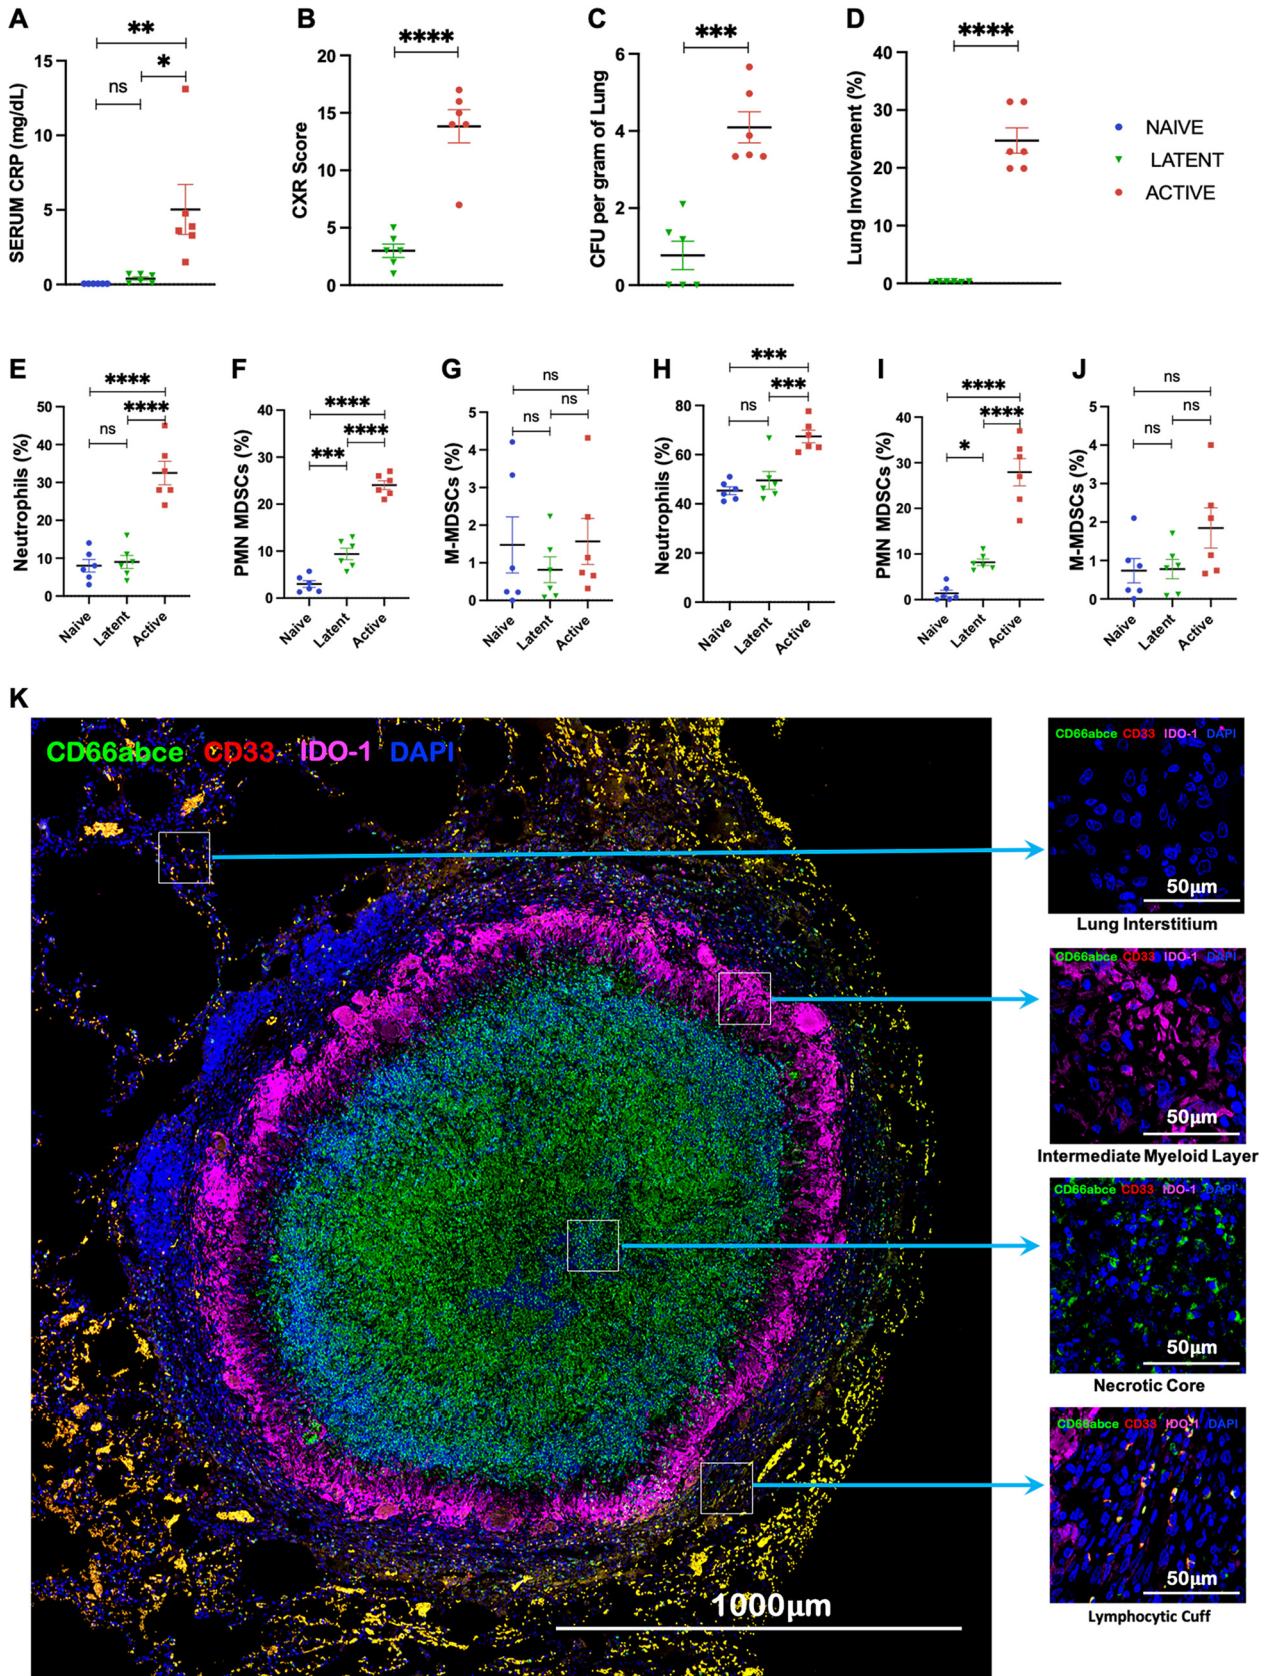 A
**
*
ns
SERUM CRP (mg/dL)
15
10
5
0
B
****
CXR Score
20
15
10
5
0
C
***
CFU per gram of Lung
6
4
2
0
D
****
Lung Involvement (%)
40
30
20
10
0
NAIVE
LATENT
ACTIVE
E
****
****
ns
Neutrophils (%)
50
40
30
20
10
0
Naive
Latent
Active
F
****
****
***
PMN MDSCs (%)
40
30
20
10
0
Naive
Latent
Active
G
ns
ns
ns
M-MDSCs (%)
5
4
3
2
1
0
Naive
Latent
Active
H
***
***
ns
Neutrophils (%)
80
60
40
20
0
Naive
Latent
Active
I
****
****
*
PMN MDSCs (%)
40
30
20
10
0
Naive
Latent
Active
J
ns
ns
ns
M-MDSCs (%)
5
4
3
2
1
0
Naive
Latent
Active
K
CD66abce CD33 IDO-1 DAPI
1000μm
CD66abce CD33 IDO-1 DAPI
50μm
Lung Interstitium
CD66abce CD33 IDO-1 DAPI
50μm
Intermediate Myeloid Layer
CD66abce CD33 IDO-1 DAPI
50μm
Necrotic Core
CD66abce CD33 IDO-1 DAPI
50μm
Lymphocytic Cuff